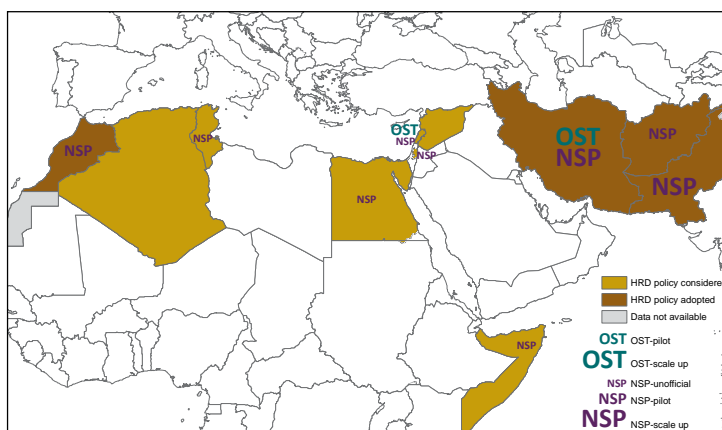 OST
NSP
NSP
NSP
NSP
OST
NSP
NSP
NSP
NSP
NSP
HRD policy considere
HRD policy adopted
Data not available
OST OST-pilot
OST OST-scale up
NSP NSP-unofficial
NSP NSP-pilot
NSP NSP-scale up